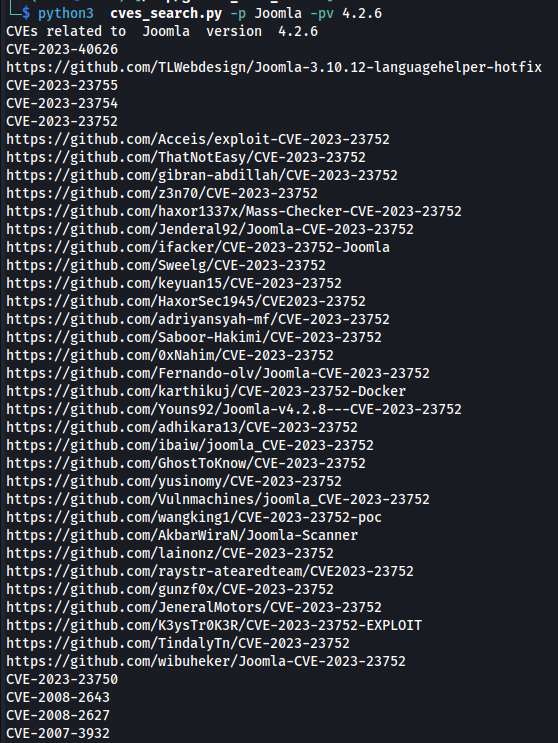 └─$ python3 cves_search.py -p Joomla -pv 4.2.6
CVEs related to Joomla version 4.2.6
CVE-2023-40626
https://github.com/TLWebdesign/Joomla-3.10.12-languagehelper-hotfix
CVE-2023-23755
CVE-2023-23754
CVE-2023-23752
https://github.com/Acceis/exploit-CVE-2023-23752
https://github.com/ThatNotEasy/CVE-2023-23752
https://github.com/gibran-abdillah/CVE-2023-23752
https://github.com/z3n70/CVE-2023-23752
https://github.com/haxor1337x/Mass-Checker-CVE-2023-23752
https://github.com/Jenderal92/Joomla-CVE-2023-23752
https://github.com/ifacker/CVE-2023-23752-Joomla
https://github.com/Sweelg/CVE-2023-23752
https://github.com/keyuan15/CVE-2023-23752
https://github.com/HaxorSec1945/CVE2023-23752
https://github.com/adriyansyah-mf/CVE-2023-23752
https://github.com/Saboor-Hakimi/CVE-2023-23752
https://github.com/0xNahim/CVE-2023-23752
https://github.com/Fernando-olv/Joomla-CVE-2023-23752
https://github.com/karthikuj/CVE-2023-23752-Docker
https://github.com/Youns92/Joomla-v4.2.8---CVE-2023-23752
https://github.com/adhikara13/CVE-2023-23752
https://github.com/ibaiw/joomla_CVE-2023-23752
https://github.com/GhostToKnow/CVE-2023-23752
https://github.com/yusinomy/CVE-2023-23752
https://github.com/Vulnmachines/joomla_CVE-2023-23752
https://github.com/wangking1/CVE-2023-23752-poc
https://github.com/AkbarWiraN/Joomla-Scanner
https://github.com/lainonz/CVE-2023-23752
https://github.com/raystr-atearedteam/CVE2023-23752
https://github.com/gunzf0x/CVE-2023-23752
https://github.com/JeneralMotors/CVE-2023-23752
https://github.com/K3ysTr0K3R/CVE-2023-23752-EXPLOIT
https://github.com/TindalyTn/CVE-2023-23752
https://github.com/wibuheker/Joomla-CVE-2023-23752
CVE-2023-23750
CVE-2008-2643
CVE-2008-2627
CVE-2007-3932